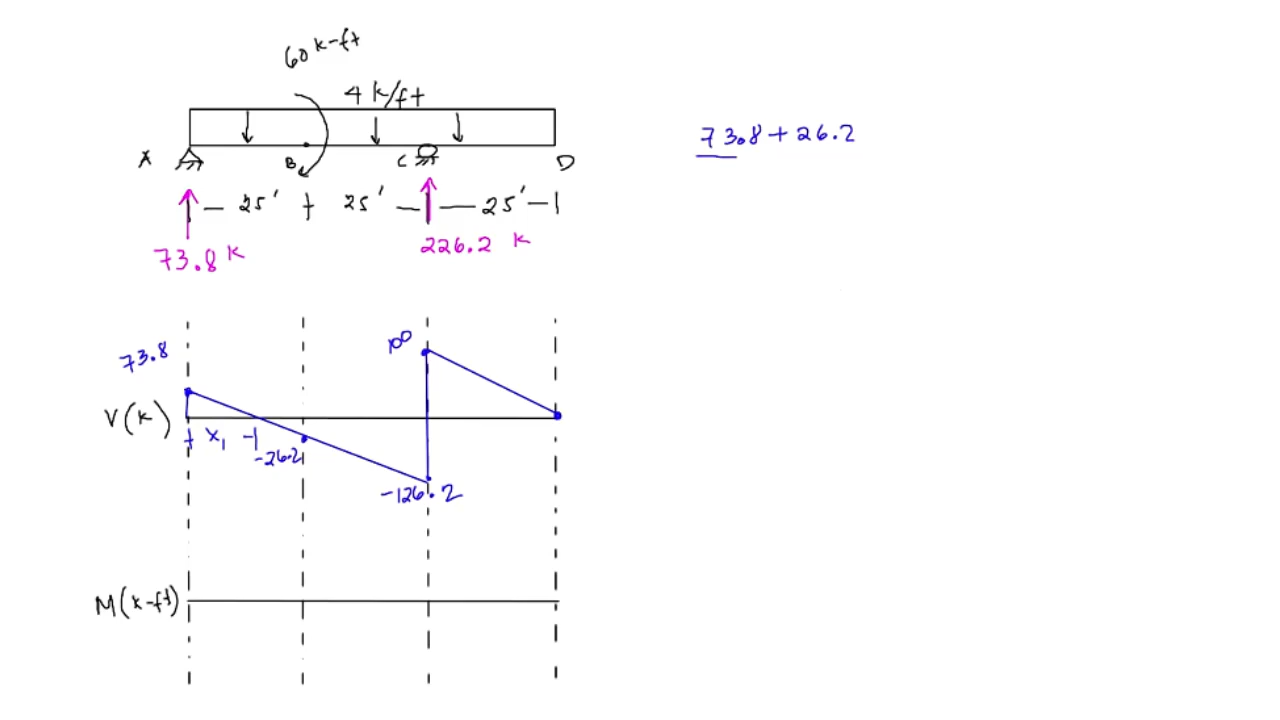 60 k-ft
4 k/ft
73.8 + 26.2
A B C D
25' + 25' 25'
73.8 k
226.2 k
100
73.8
V(k)
x1
-26.2
-126.2
M(k-ft)